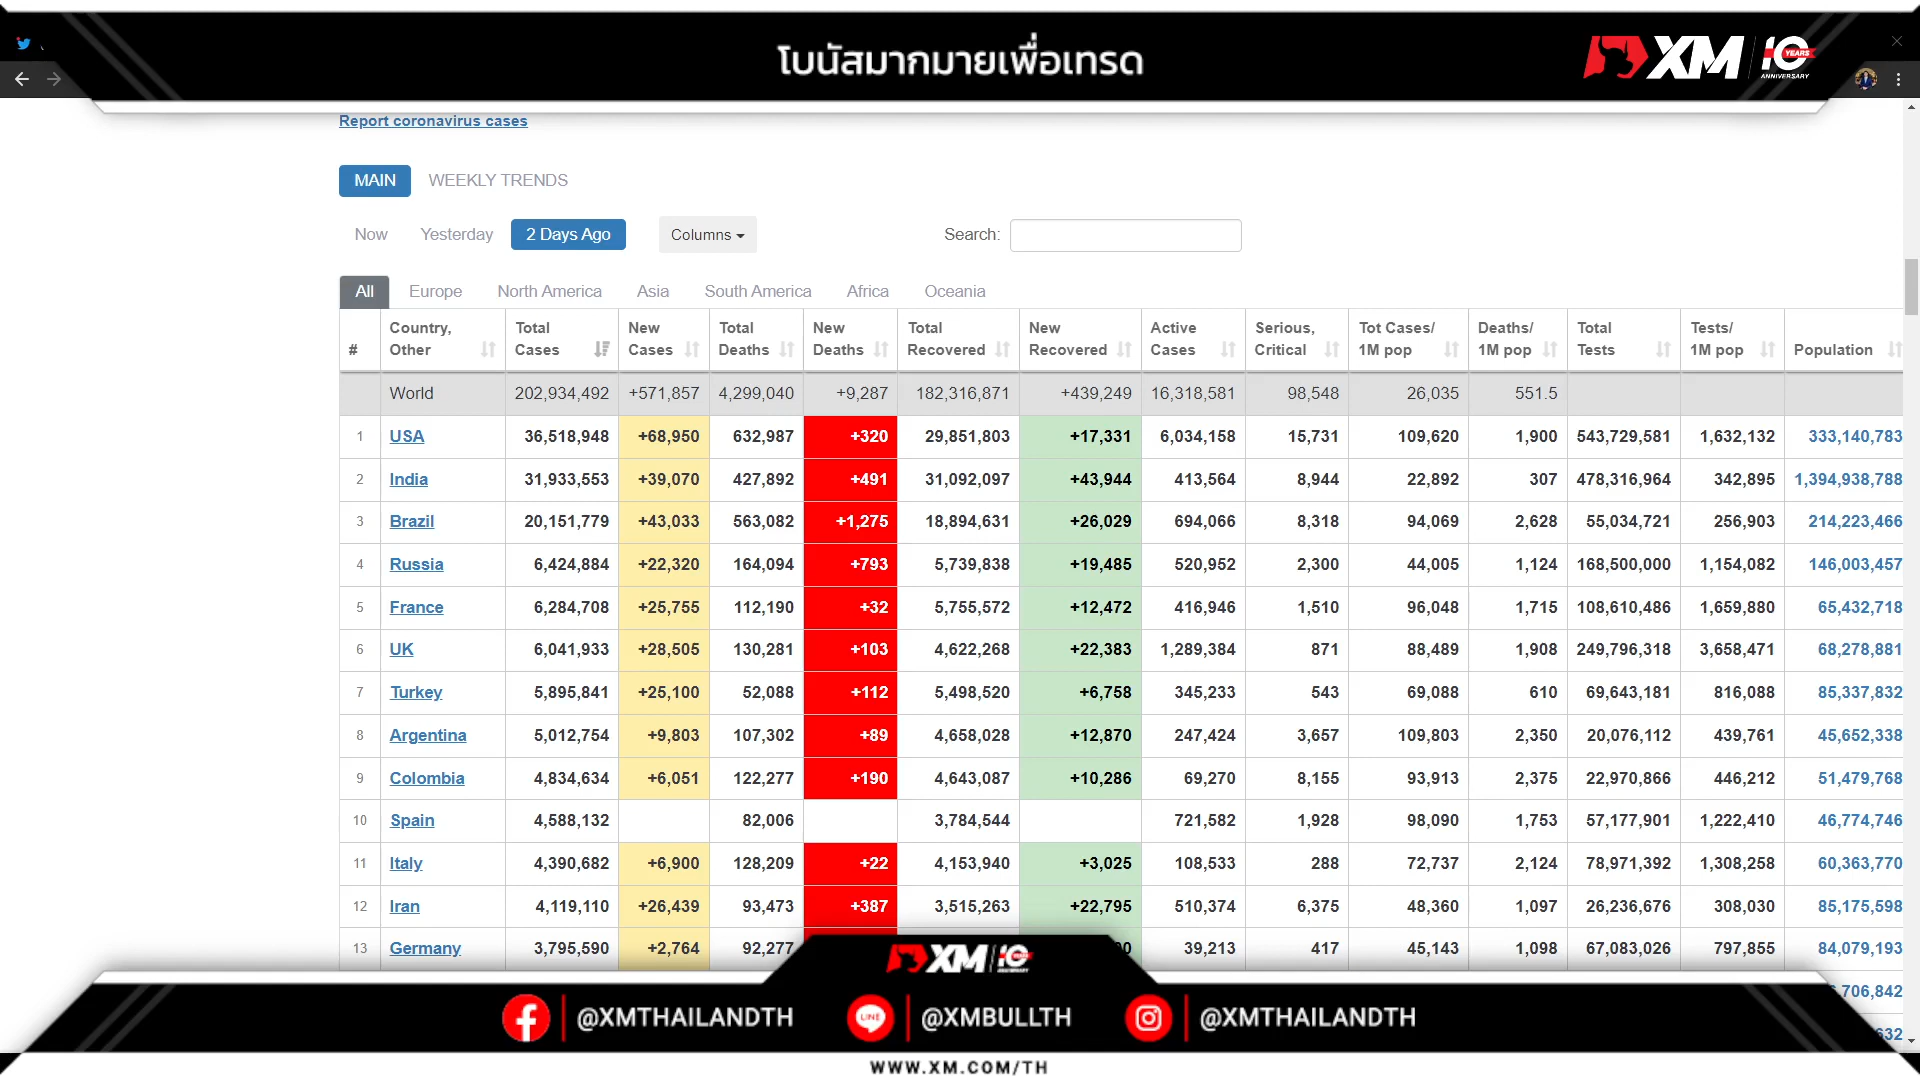 โบนัสมากมายเพื่อเทรด
XM 10 YEARS ANNIVERSARY
Report coronavirus cases
MAIN WEEKLY TRENDS
Now Yesterday 2 Days Ago Columns Search:
All Europe North America Asia South America Africa Oceania
# Country, Other Total Cases New Cases Total Deaths New Deaths Total Recovered New Recovered Active Cases Serious, Critical Tot Cases/ 1M pop Deaths/ 1M pop Total Tests Tests/ 1M pop Population
World 202,934,492 +571,857 4,299,040 +9,287 182,316,871 +439,249 16,318,581 98,548 26,035 551.5
1 USA 36,518,948 +68,950 632,987 +320 29,851,803 +17,331 6,034,158 15,731 109,620 1,900 543,729,581 1,632,132 333,140,783
2 India 31,933,553 +39,070 427,892 +491 31,092,097 +43,944 413,564 8,944 22,892 307 478,316,964 342,895 1,394,938,788
3 Brazil 20,151,779 +43,033 563,082 +1,275 18,894,631 +26,029 694,066 8,318 94,069 2,628 55,034,721 256,903 214,223,466
4 Russia 6,424,884 +22,320 164,094 +793 5,739,838 +19,485 520,952 2,300 44,005 1,124 168,500,000 1,154,082 146,003,457
5 France 6,284,708 +25,755 112,190 +32 5,755,572 +12,472 416,946 1,510 96,048 1,715 108,610,486 1,659,880 65,432,718
6 UK 6,041,933 +28,505 130,281 +103 4,622,268 +22,383 1,289,384 871 88,489 1,908 249,796,318 3,658,471 68,278,881
7 Turkey 5,895,841 +25,100 52,088 +112 5,498,520 +6,758 345,233 543 69,088 610 69,643,181 816,088 85,337,832
8 Argentina 5,012,754 +9,803 107,302 +89 4,658,028 +12,870 247,424 3,657 109,803 2,350 20,076,112 439,761 45,652,338
9 Colombia 4,834,634 +6,051 122,277 +190 4,643,087 +10,286 69,270 8,155 93,913 2,375 22,970,866 446,212 51,479,768
10 Spain 4,588,132 82,006 3,784,544 721,582 1,928 98,090 1,753 57,177,901 1,222,410 46,774,746
11 Italy 4,390,682 +6,900 128,209 +22 4,153,940 +3,025 108,533 288 72,737 2,124 78,971,392 1,308,258 60,363,770
12 Iran 4,119,110 +26,439 93,473 +387 3,515,263 +22,795 510,374 6,375 48,360 1,097 26,236,676 308,030 85,175,598
13 Germany 3,795,590 +2,764 92,277 39,213 417 45,143 1,098 67,083,026 797,855 84,079,193
XM 10
706,842
@XMTHAILANDTH LINE @XMBULLTH @XMTHAILANDTH
632
WWW.XM.COM/TH